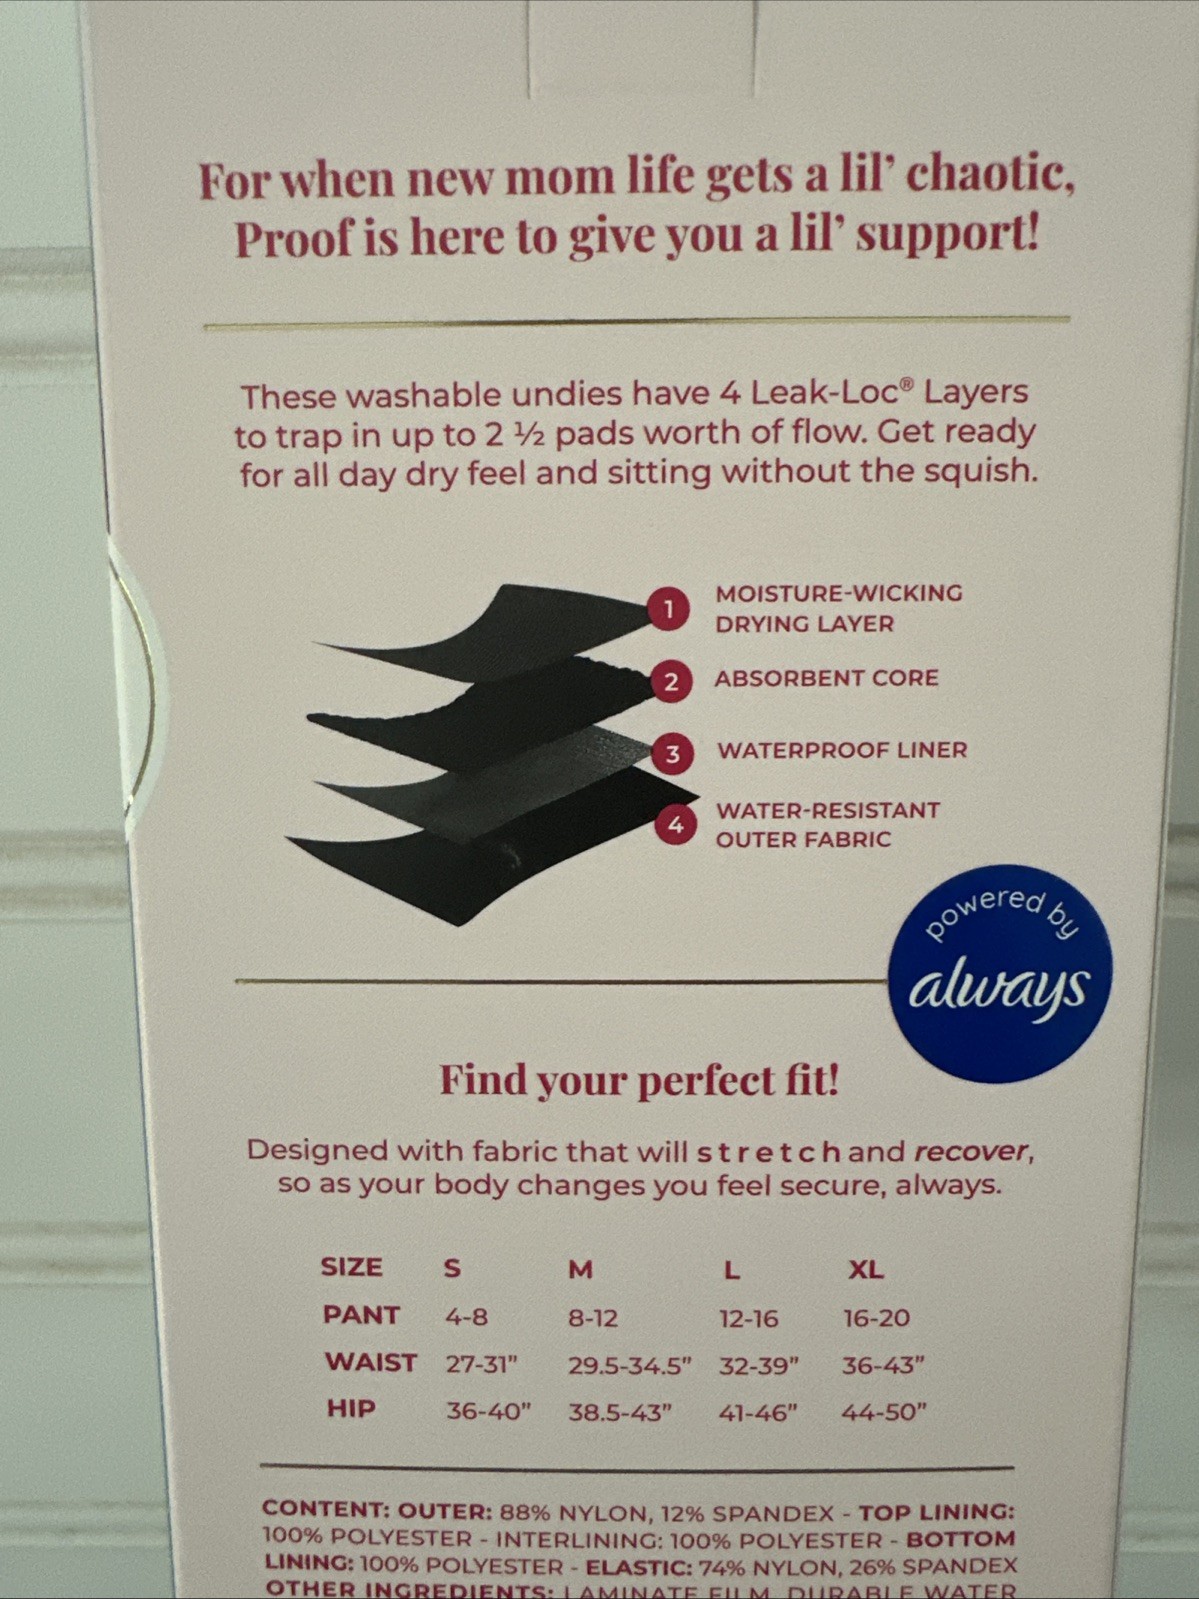 For when new mom life gets a lil’ chaotic,
Proof is here to give you a lil’ support!
These washable undies have 4 Leak-Loc® Layers
to trap in up to 2 ½ pads worth of flow. Get ready
for all day dry feel and sitting without the squish.
1 MOISTURE-WICKING
DRYING LAYER
2 ABSORBENT CORE
3 WATERPROOF LINER
4 WATER-RESISTANT
OUTER FABRIC
powered by
always
Find your perfect fit!
Designed with fabric that will stretch and recover,
so as your body changes you feel secure, always.
SIZE S M L XL
PANT 4-8 8-12 12-16 16-20
WAIST 27-31” 29.5-34.5” 32-39” 36-43”
HIP 36-40” 38.5-43” 41-46” 44-50”
CONTENT: OUTER: 88% NYLON, 12% SPANDEX - TOP LINING:
100% POLYESTER - INTERLINING: 100% POLYESTER - BOTTOM
LINING: 100% POLYESTER - ELASTIC: 74% NYLON, 26% SPANDEX
OTHER INGREDIENTS: LAMINATE FILM, DURABLE WATER